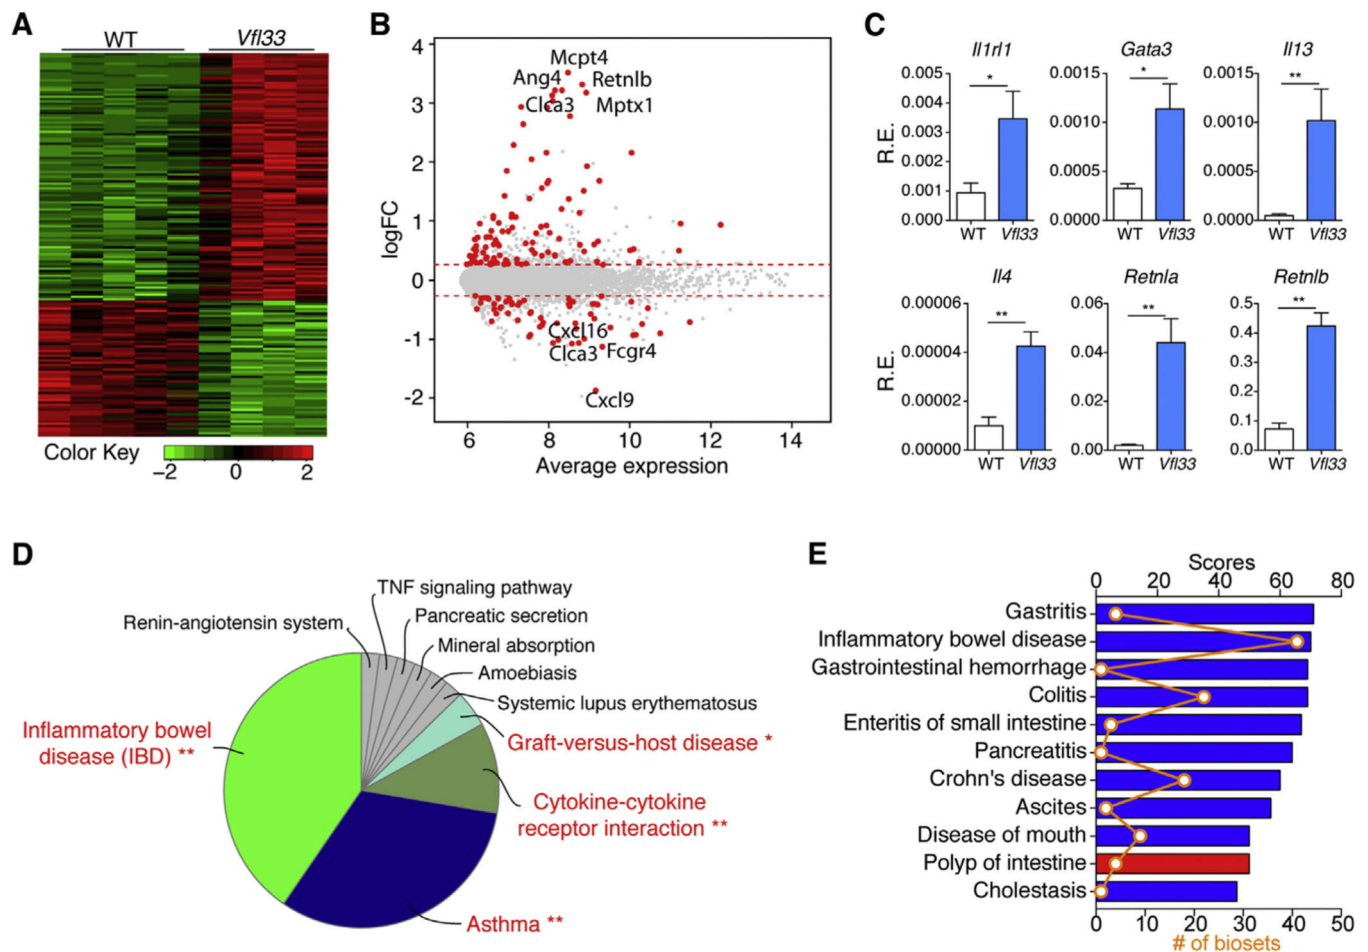 A
WT
Vfl33
Color Key
−2
0
2
B
logFC
4
3
2
1
0
-1
-2
Mcpt4
Ang4
Retnlb
Clca3
Mptx1
Cxcl16
Clca3
Fcgr4
Cxcl9
6
8
10
12
14
Average expression
C
Il1rl1
R.E.
0.005
0.004
0.003
0.002
0.001
0.000
*
WT
Vfl33
Gata3
0.0015
0.0010
0.0005
0.0000
*
WT
Vfl33
Il13
0.0015
0.0010
0.0005
0.0000
**
WT
Vfl33
Il4
R.E.
0.00006
0.00004
0.00002
0.00000
**
WT
Vfl33
Retnla
0.06
0.04
0.02
0.00
**
WT
Vfl33
Retnlb
0.5
0.4
0.3
0.2
0.1
0.0
**
WT
Vfl33
D
TNF signaling pathway
Renin-angiotensin system
Pancreatic secretion
Mineral absorption
Amoebiasis
Systemic lupus erythematosus
Graft-versus-host disease *
Inflammatory bowel
disease (IBD) **
Cytokine-cytokine
receptor interaction **
Asthma **
E
Scores
0
20
40
60
80
Gastritis
Inflammatory bowel disease
Gastrointestinal hemorrhage
Colitis
Enteritis of small intestine
Pancreatitis
Crohn's disease
Ascites
Disease of mouth
Polyp of intestine
Cholestasis
0
10
20
30
40
50
# of biosets